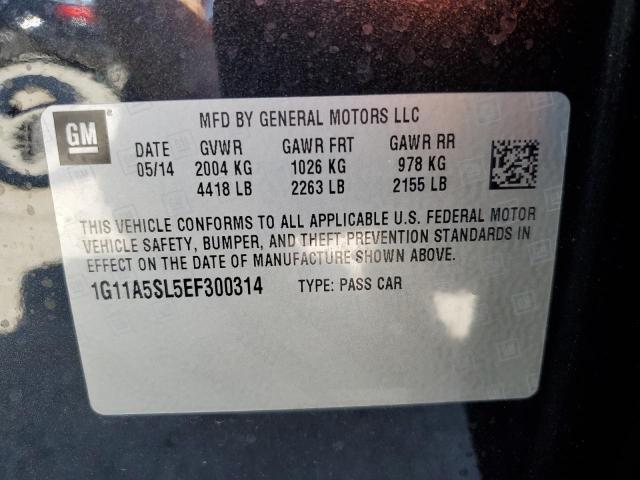 GM
MFD BY GENERAL MOTORS LLC
DATE GVWR GAWR FRT GAWR RR
05/14 2004 KG 1026 KG 978 KG
4418 LB 2263 LB 2155 LB
THIS VEHICLE CONFORMS TO ALL APPLICABLE U.S. FEDERAL MOTOR
VEHICLE SAFETY, BUMPER, AND THEFT PREVENTION STANDARDS IN
EFFECT ON THE DATE OF MANUFACTURE SHOWN ABOVE.
1G11A5SL5EF300314 TYPE: PASS CAR